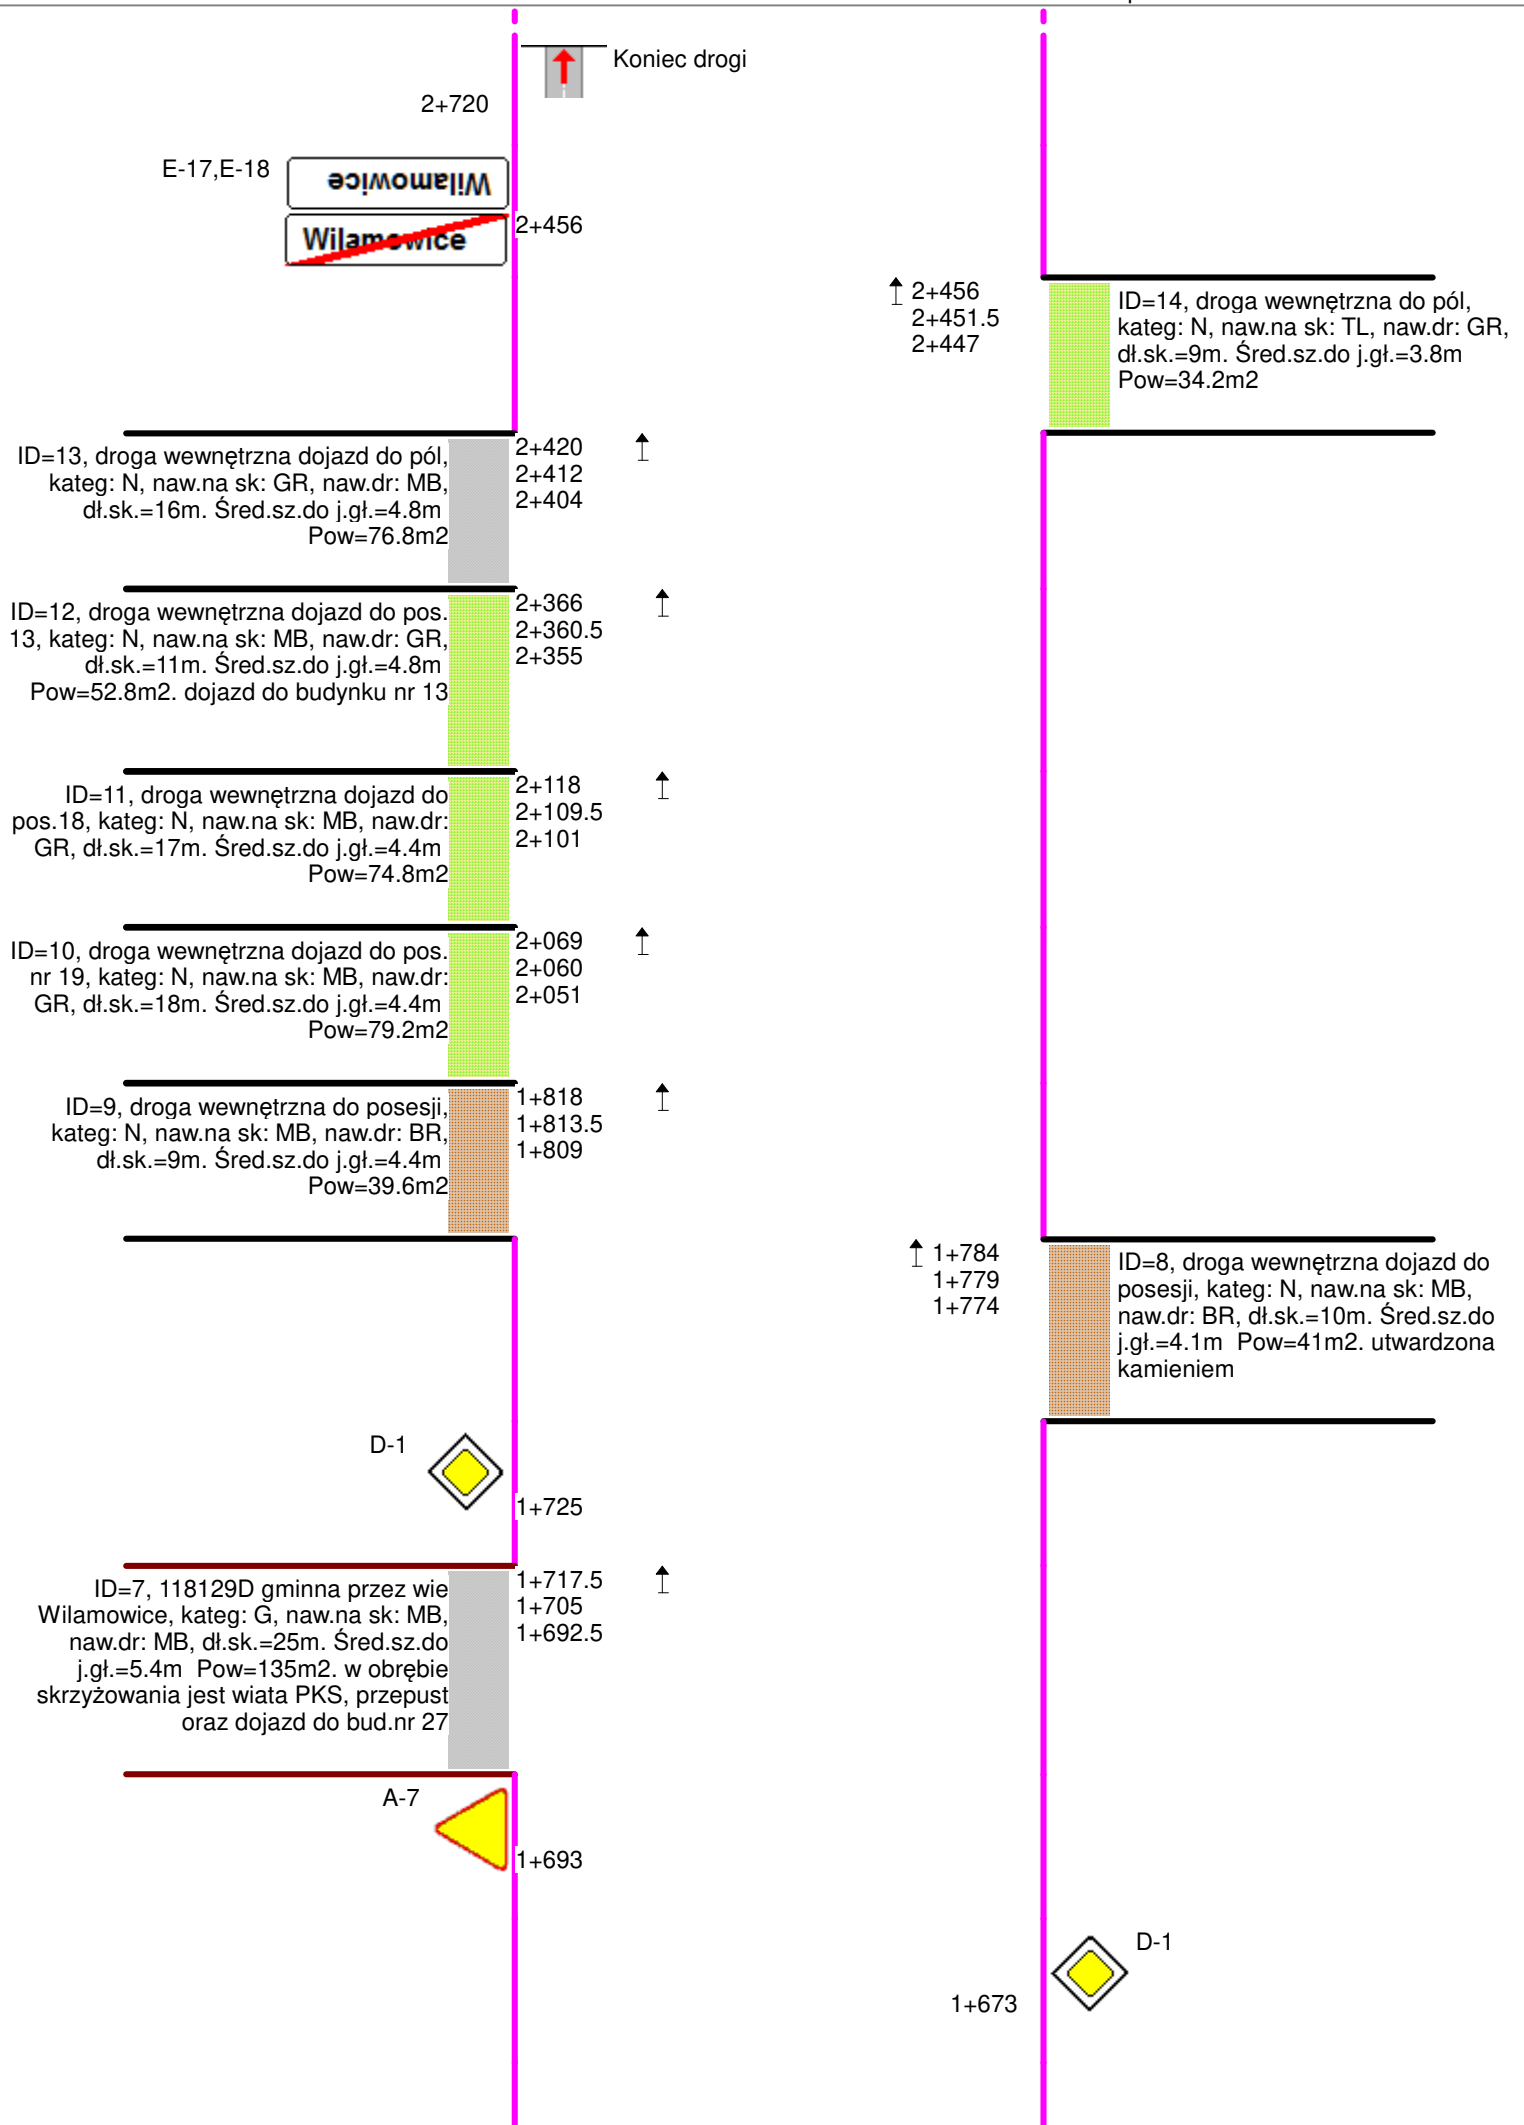 Koniec drogi
2+720
E-17,E-18
Wilamowice
Wilamowice
2+456
2+456
2+451.5
2+447
ID=14, droga wewnętrzna do pól,
kateg: N, naw.na sk: TL, naw.dr: GR,
dł.sk.=9m. Śred.sz.do j.gł.=3.8m
Pow=34.2m2
ID=13, droga wewnętrzna dojazd do pól,
kateg: N, naw.na sk: GR, naw.dr: MB,
dł.sk.=16m. Śred.sz.do j.gł.=4.8m
Pow=76.8m2
2+420
2+412
2+404
ID=12, droga wewnętrzna dojazd do pos.
13, kateg: N, naw.na sk: MB, naw.dr: GR,
dł.sk.=11m. Śred.sz.do j.gł.=4.8m
Pow=52.8m2. dojazd do budynku nr 13
2+366
2+360.5
2+355
ID=11, droga wewnętrzna dojazd do
pos.18, kateg: N, naw.na sk: MB, naw.dr:
GR, dł.sk.=17m. Śred.sz.do j.gł.=4.4m
Pow=74.8m2
2+118
2+109.5
2+101
ID=10, droga wewnętrzna dojazd do pos.
nr 19, kateg: N, naw.na sk: MB, naw.dr:
GR, dł.sk.=18m. Śred.sz.do j.gł.=4.4m
Pow=79.2m2
2+069
2+060
2+051
ID=9, droga wewnętrzna do posesji,
kateg: N, naw.na sk: MB, naw.dr: BR,
dł.sk.=9m. Śred.sz.do j.gł.=4.4m
Pow=39.6m2
1+818
1+813.5
1+809
1+784
1+779
1+774
ID=8, droga wewnętrzna dojazd do
posesji, kateg: N, naw.na sk: MB,
naw.dr: BR, dł.sk.=10m. Śred.sz.do
j.gł.=4.1m Pow=41m2. utwardzona
kamieniem
D-1
1+725
ID=7, 118129D gminna przez wie
Wilamowice, kateg: G, naw.na sk: MB,
naw.dr: MB, dł.sk.=25m. Śred.sz.do
j.gł.=5.4m Pow=135m2. w obrębie
skrzyżowania jest wiata PKS, przepust
oraz dojazd do bud.nr 27
1+717.5
1+705
1+692.5
A-7
1+693
D-1
1+673